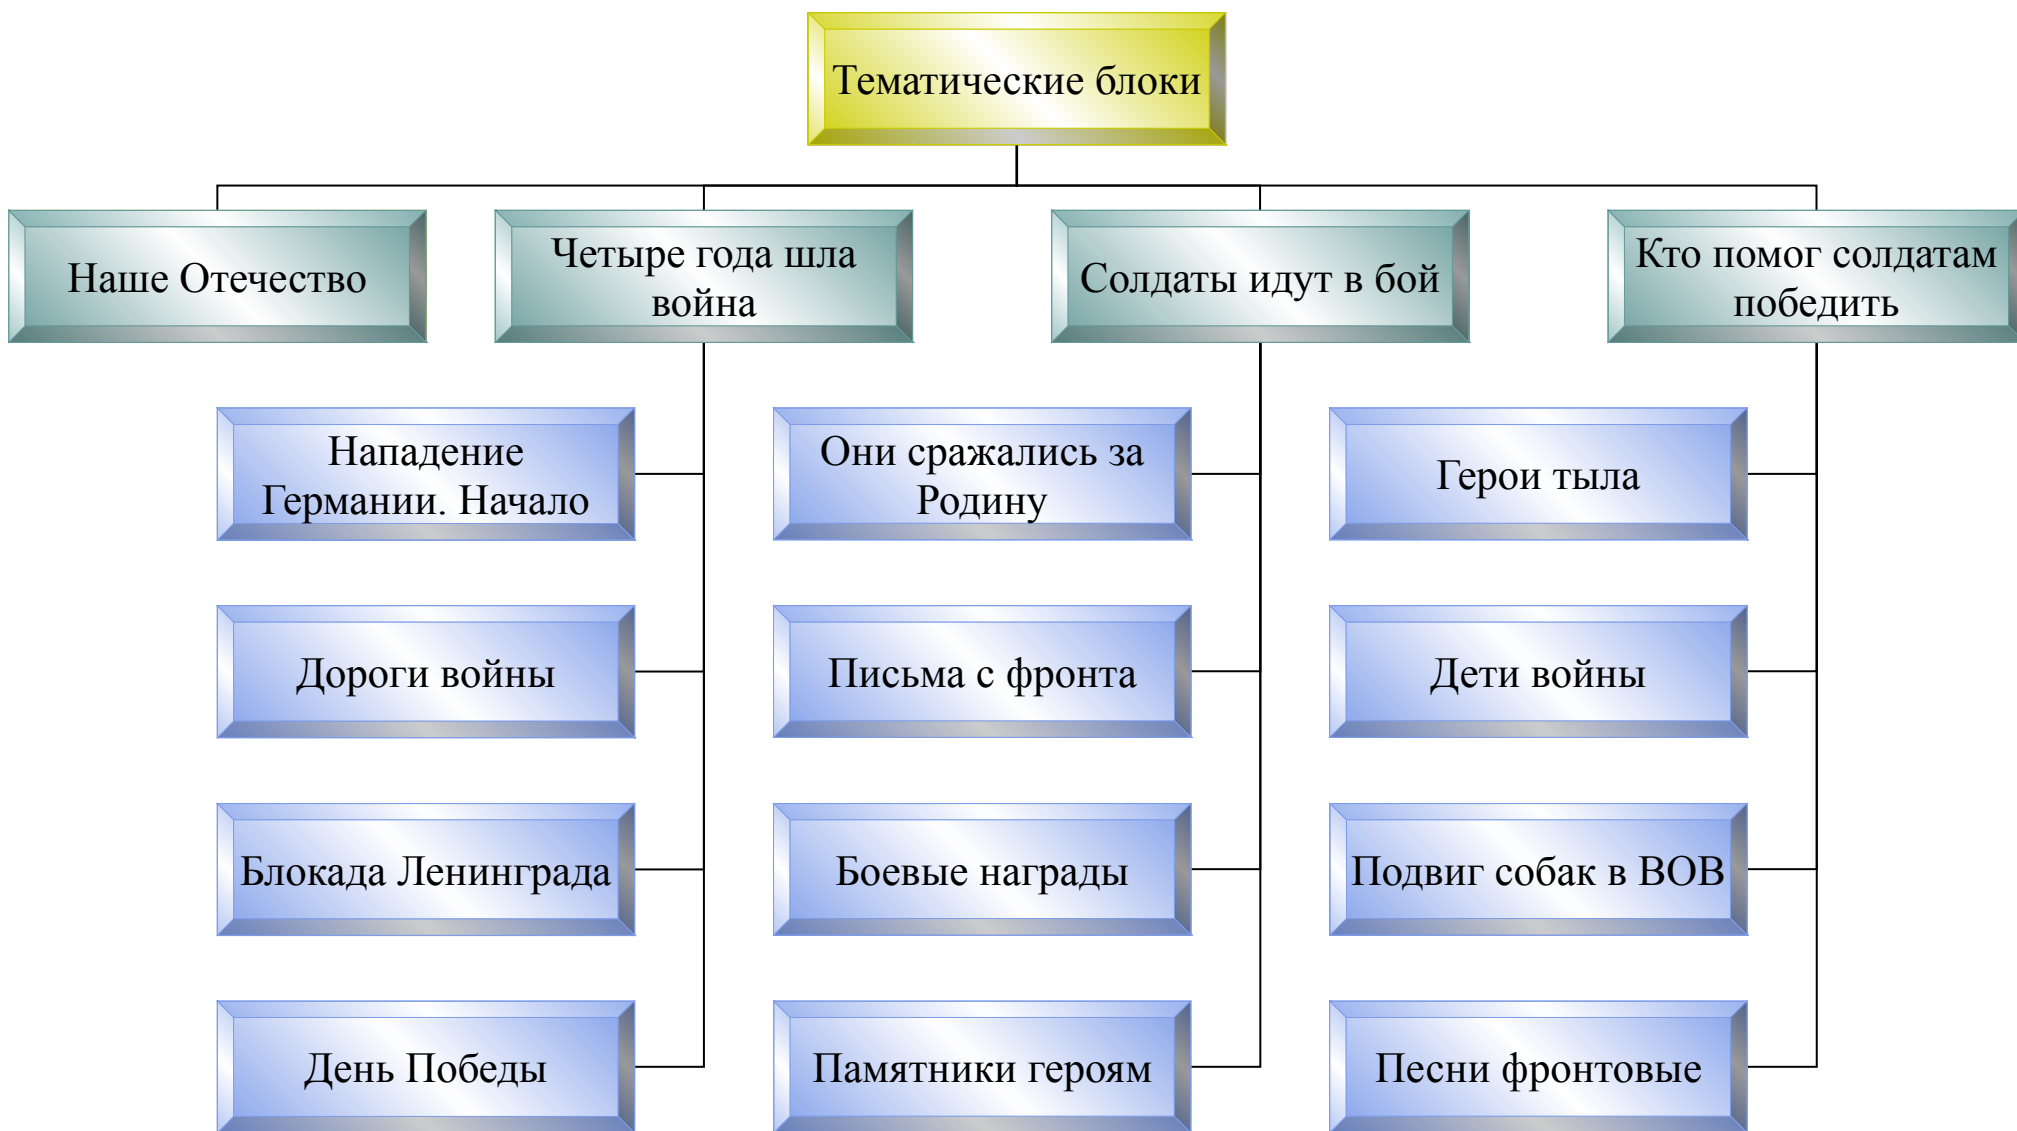 Тематические блоки
Наше Отечество
Четыре года шла
война
Солдаты идут в бой
Кто помог солдатам
победить
Нападение
Германии. Начало
Они сражались за
Родину
Герои тыла
Дороги войны
Письма с фронта
Дети войны
Блокада Ленинграда
Боевые награды
Подвиг собак в ВОВ
День Победы
Памятники героям
Песни фронтовые